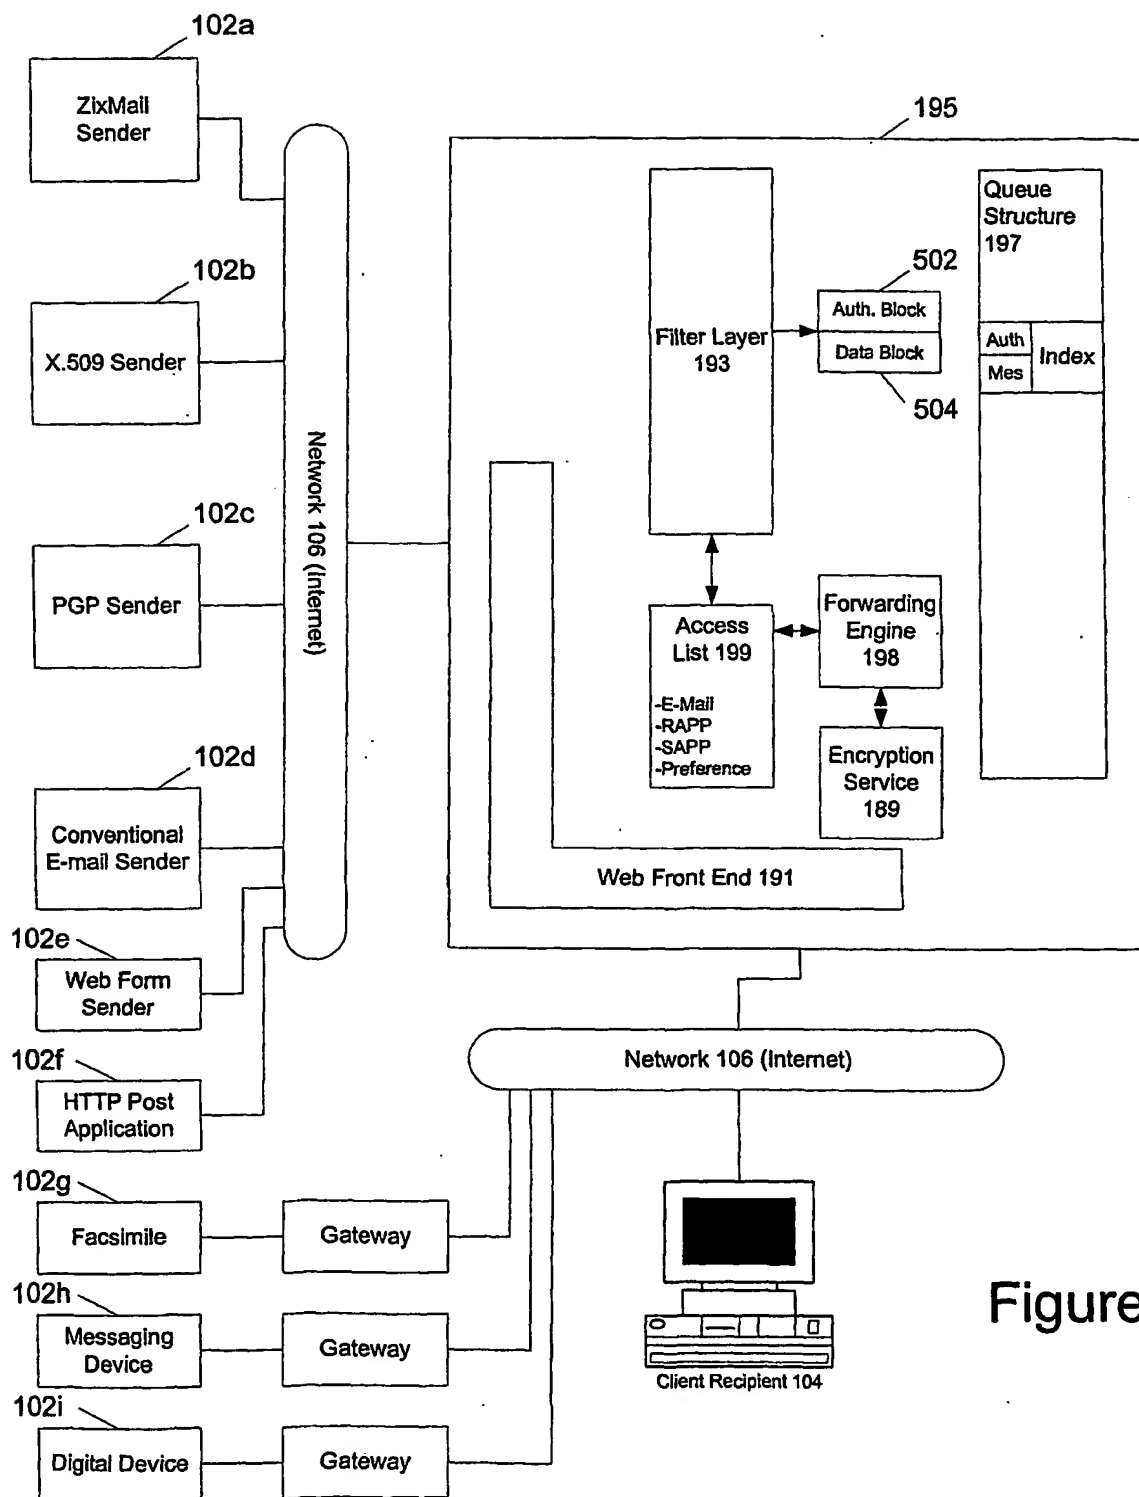 102a
ZixMail
Sender
102b
X.509 Sender
102c
PGP Sender
102d
Conventional
E-mail Sender
102e
Web Form
Sender
102f
HTTP Post
Application
102g
Facsimile
Gateway
102h
Messaging
Device
Gateway
102i
Digital Device
Gateway
Network 106 (Internet)
195
Filter Layer
193
502
Auth. Block
Data Block
504
Queue
Structure
197
Auth
Mes
Index
Access
List 199
-E-Mail
-RAPP
-SAPP
-Preference
Forwarding
Engine
198
Encryption
Service
189
Web Front End 191
Network 106 (Internet)
Client Recipient 104
Figure